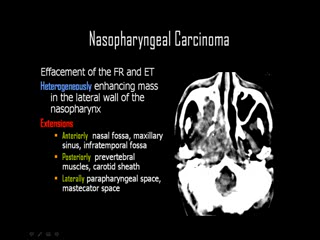 Nasopharyngeal Carcinoma
Effacement of the FR and ET
Heterogeneously enhancing mass
in the lateral wall of the
nasopharynx
Extensions
• Anteriorly nasal fossa, maxillary
sinus, infratemporal fossa
• Posteriorly prevertebral
muscles, carotid sheath
• Laterally parapharyngeal space,
mastecator space